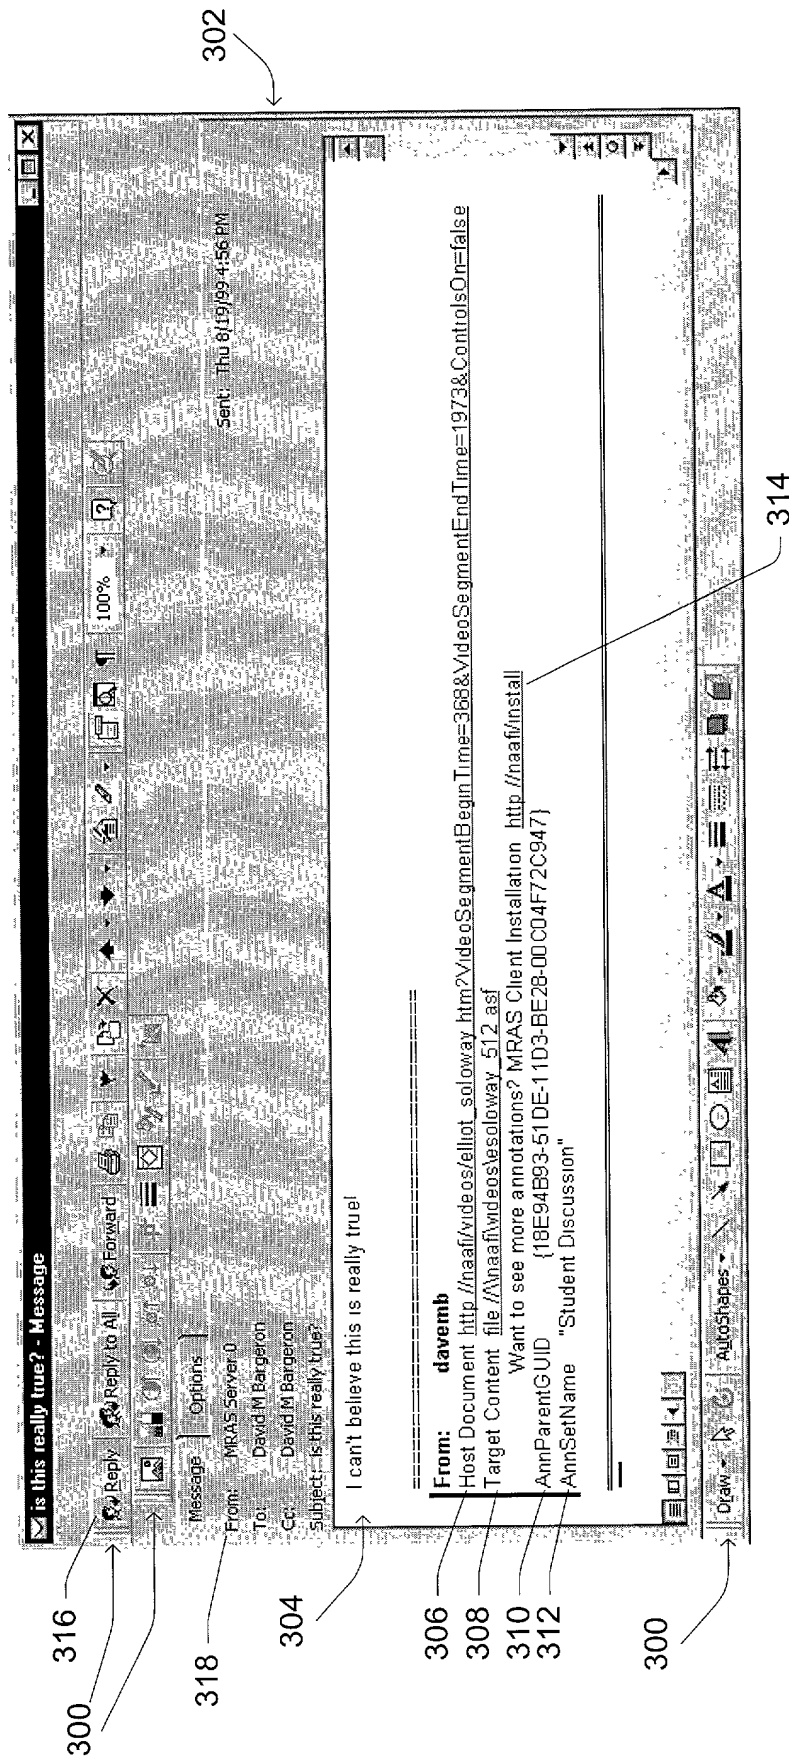 is this really true? - Message
Reply Reply to All Forward 100%
Message Options
From: MRAS Server 0
Sent: Thu 8/19/99 4:56 PM
To: David M Bargeron
Cc: David M Bargeron
Subject: Is this really true?
I can't believe this is really true!
==============================
From: davemb
Host Document http //naafi/videos/elliot_soloway htm?VideoSegmentBeginTime=368&VideoSegmentEndTime=1973&ControlsOn=false
Target Content file //\\naafi\videos\esoloway_512 asf
Want to see more annotations? MRAS Client Installation http //naafi/install
AnnParentGUID {18E94B93-51DE-11D3-BE28-00C04F72C947}
AnnSetName "Student Discussion"
Draw AutoShapes
316
300
318
304
306
308
310
312
300
302
314